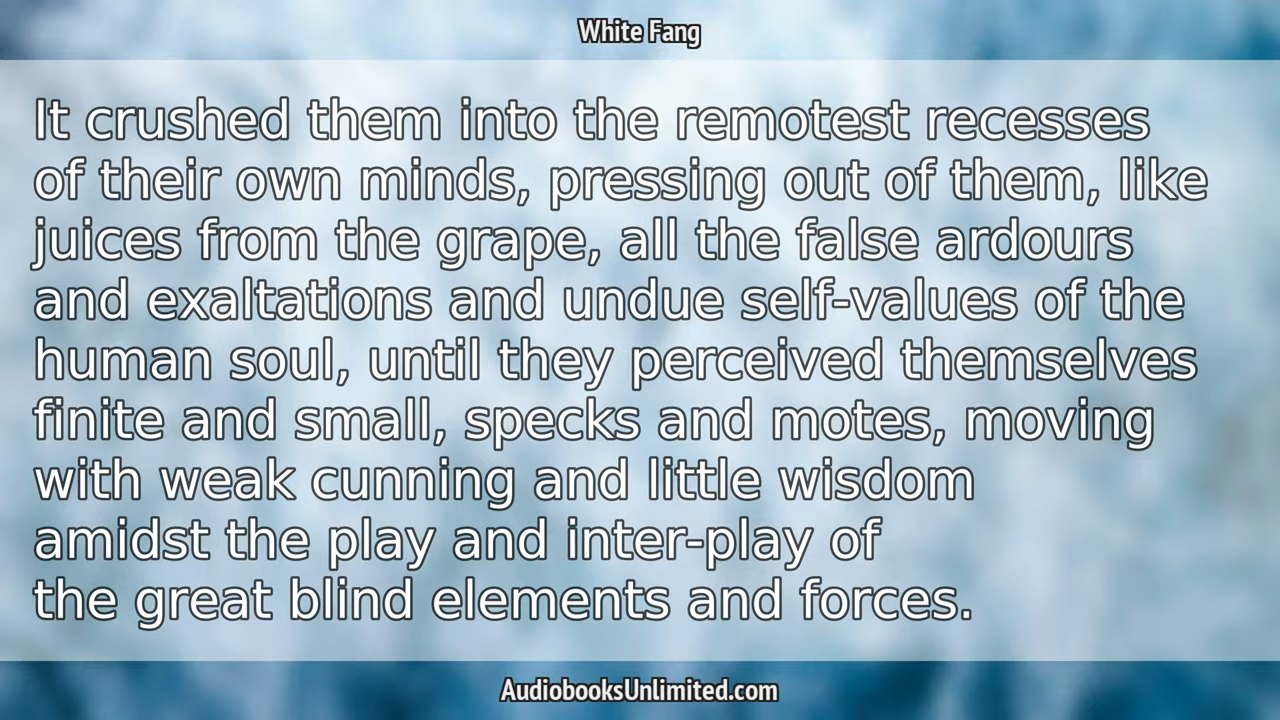 White Fang
It crushed them into the remotest recesses
of their own minds, pressing out of them, like
juices from the grape, all the false ardours
and exaltations and undue self-values of the
human soul, until they perceived themselves
finite and small, specks and motes, moving
with weak cunning and little wisdom
amidst the play and inter-play of
the great blind elements and forces.
AudiobooksUnlimited.com